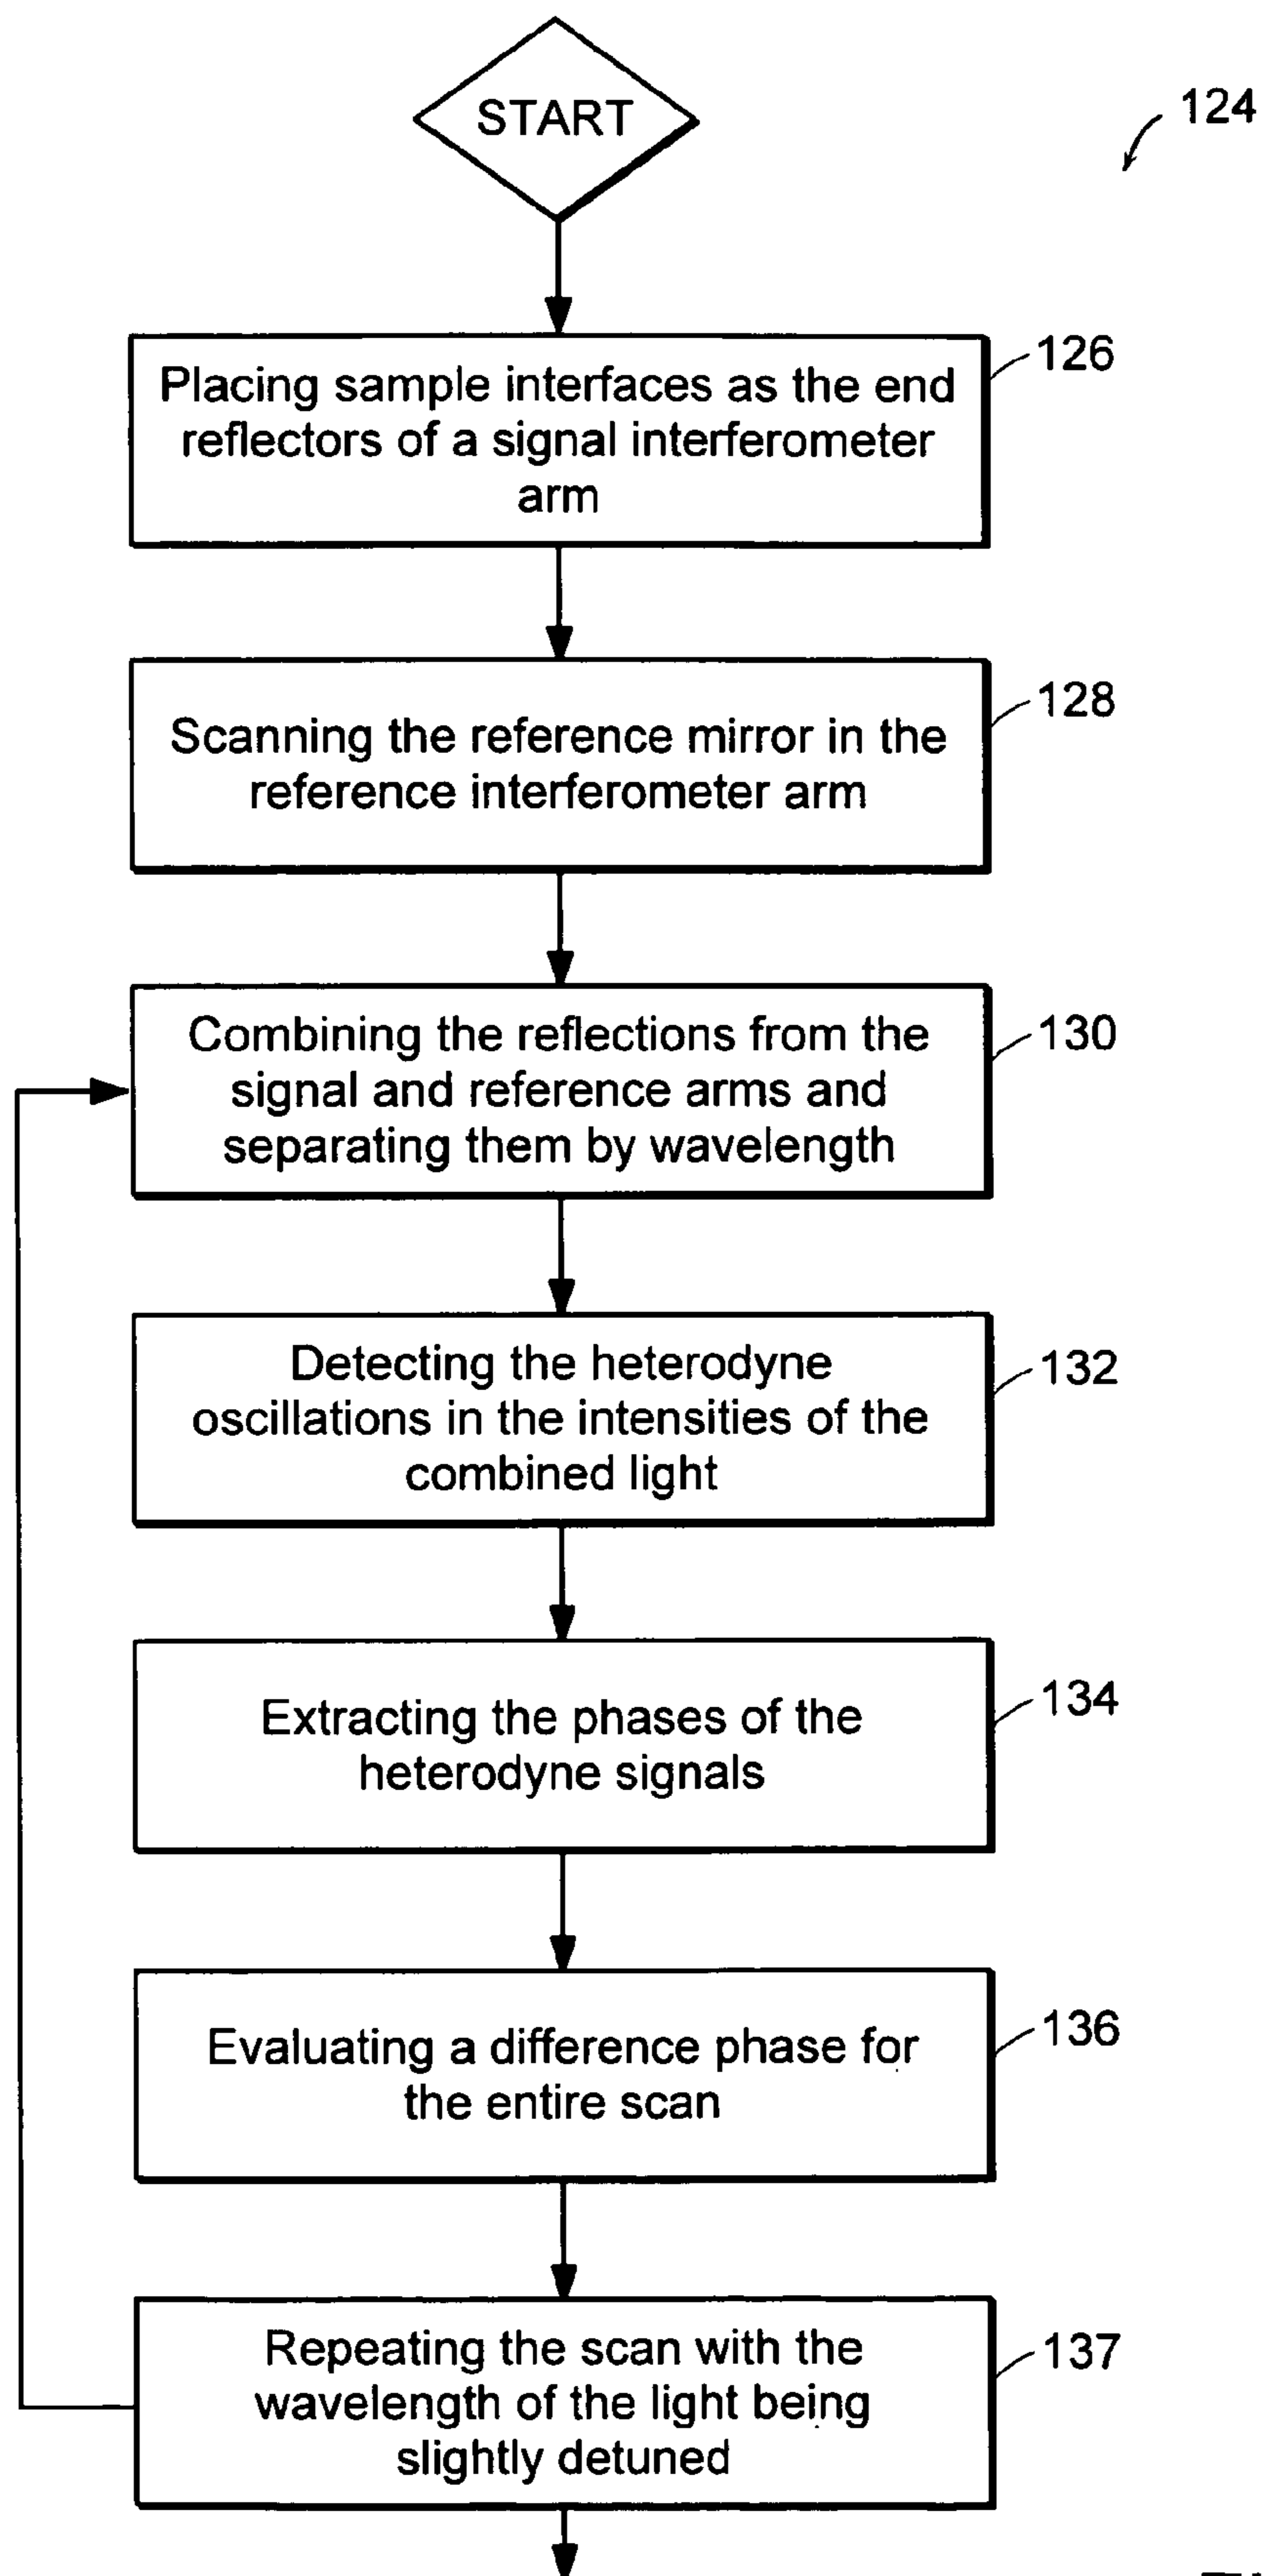 START
124
Placing sample interfaces as the end
reflectors of a signal interferometer
arm
126
Scanning the reference mirror in the
reference interferometer arm
128
Combining the reflections from the
signal and reference arms and
separating them by wavelength
130
Detecting the heterodyne
oscillations in the intensities of the
combined light
132
Extracting the phases of the
heterodyne signals
134
Evaluating a difference phase for
the entire scan
136
Repeating the scan with the
wavelength of the light being
slightly detuned
137